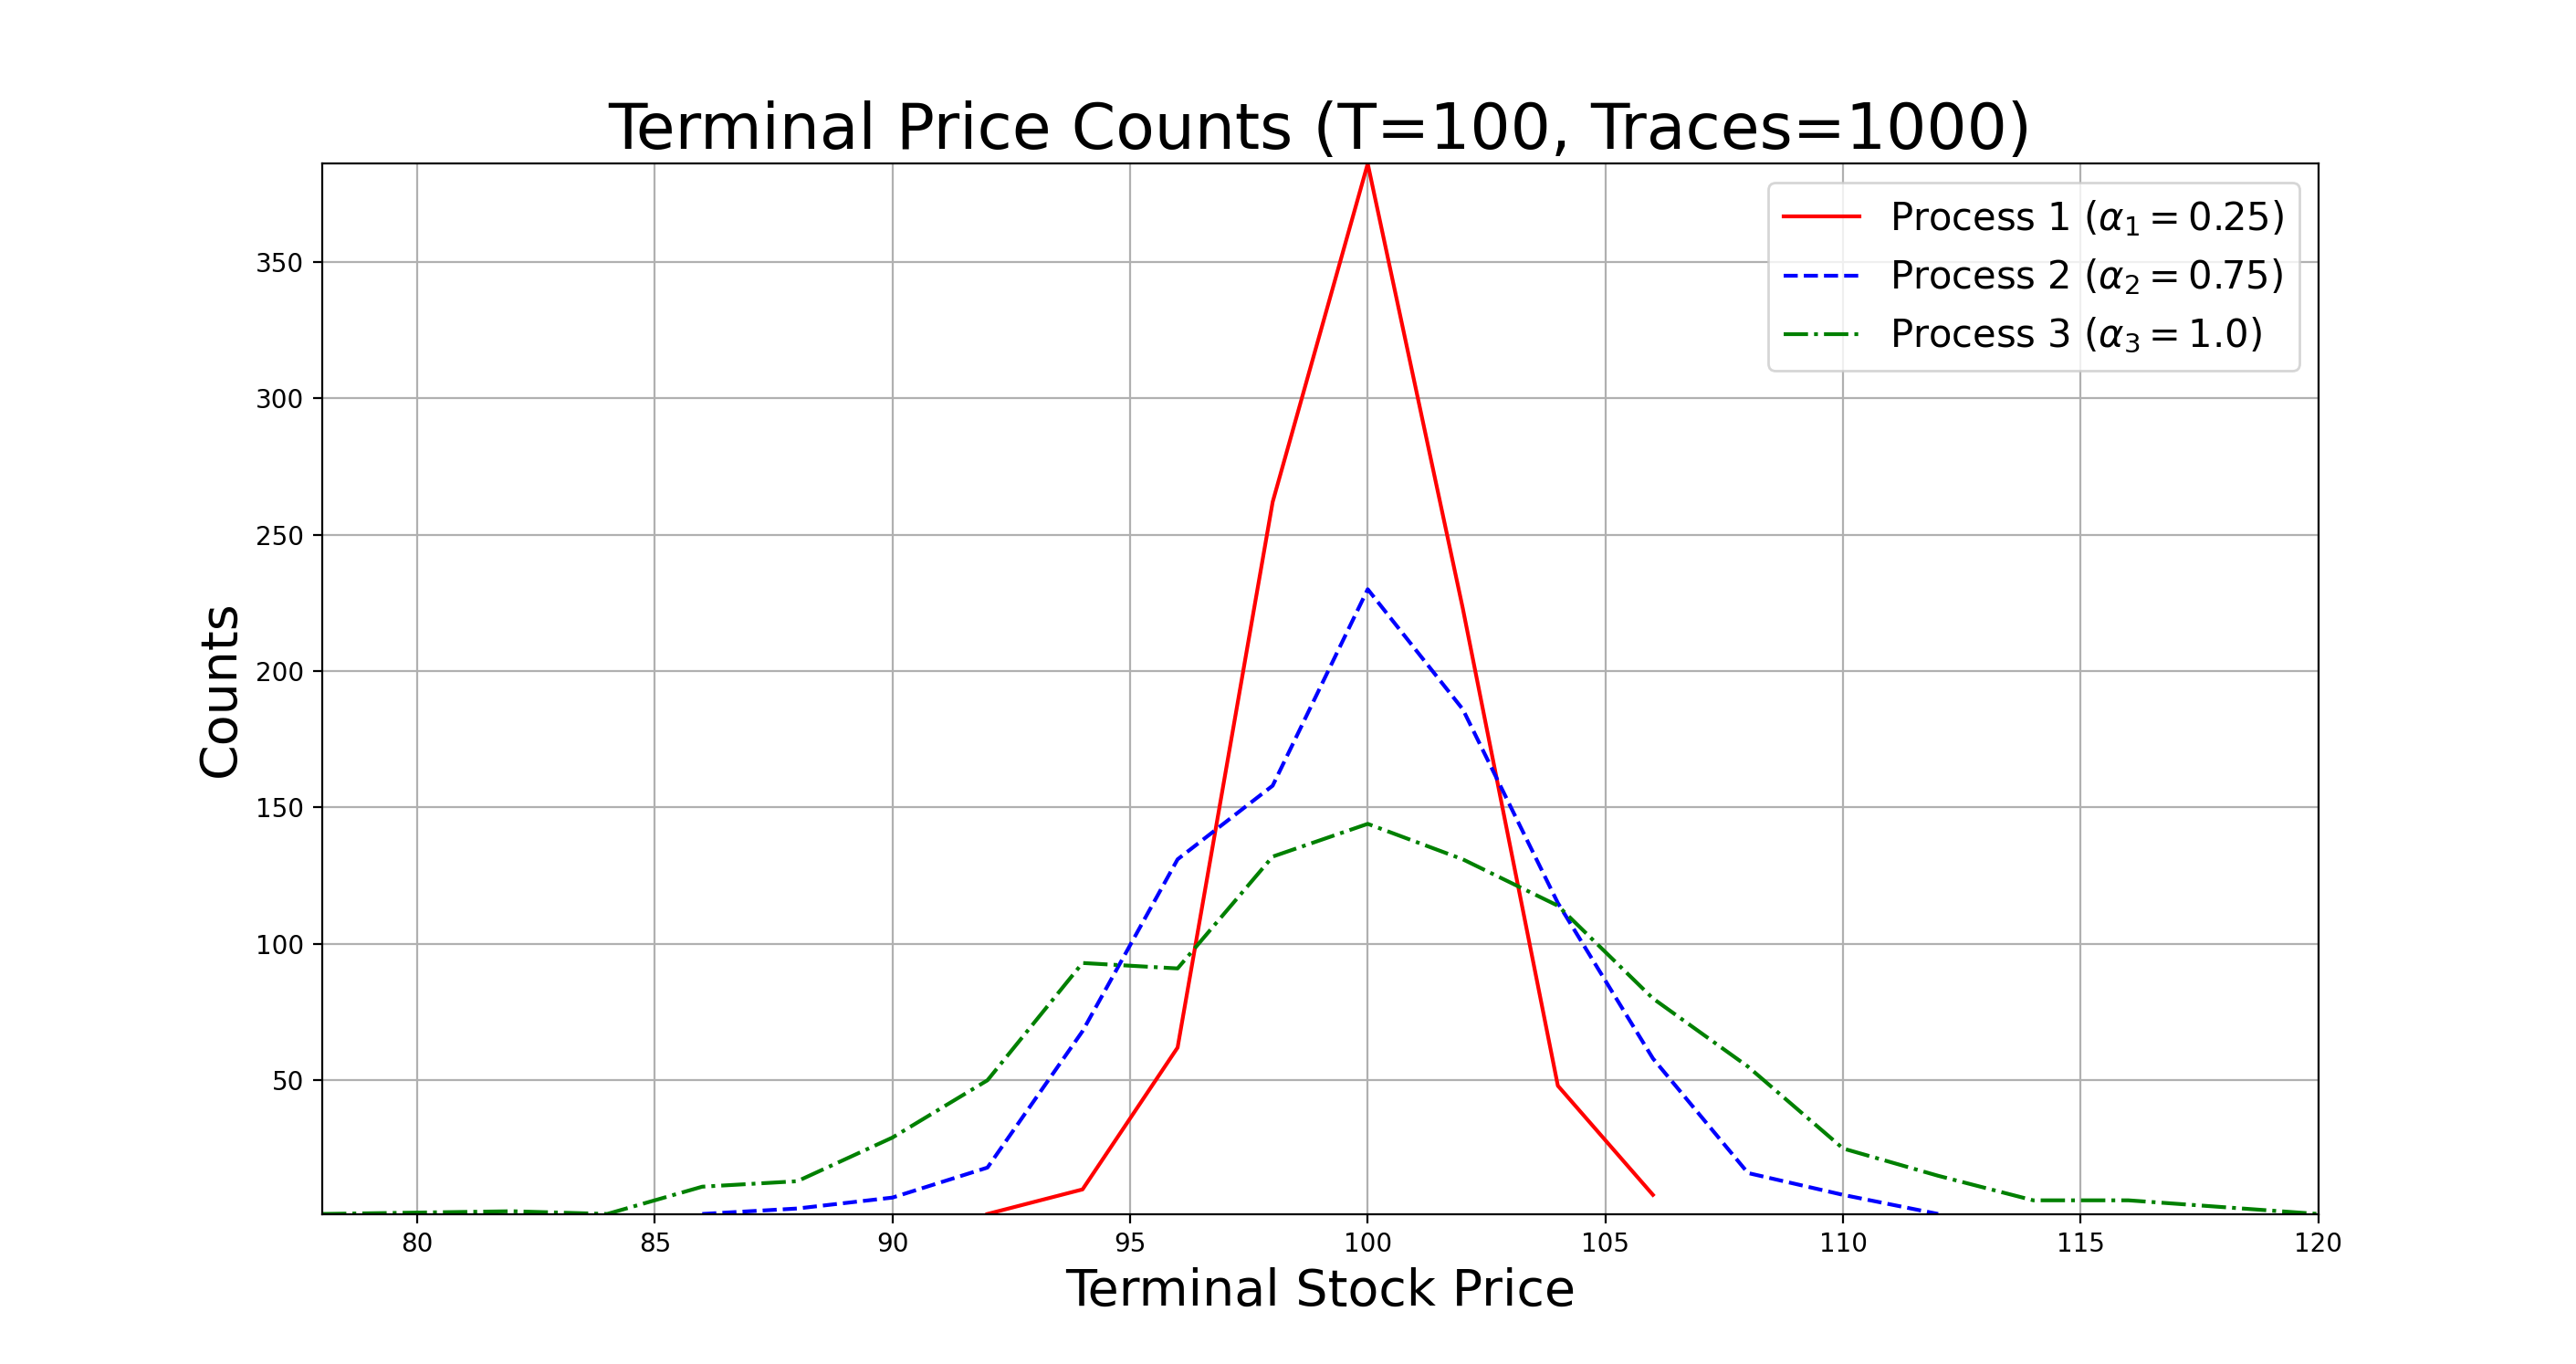 Terminal Price Counts (T=100, Traces=1000)
Process 1 (α₁ = 0.25)
Process 2 (α₂ = 0.75)
Process 3 (α₃ = 1.0)
Counts
350
300
250
200
150
100
50
80 85 90 95 100 105 110 115 120
Terminal Stock Price